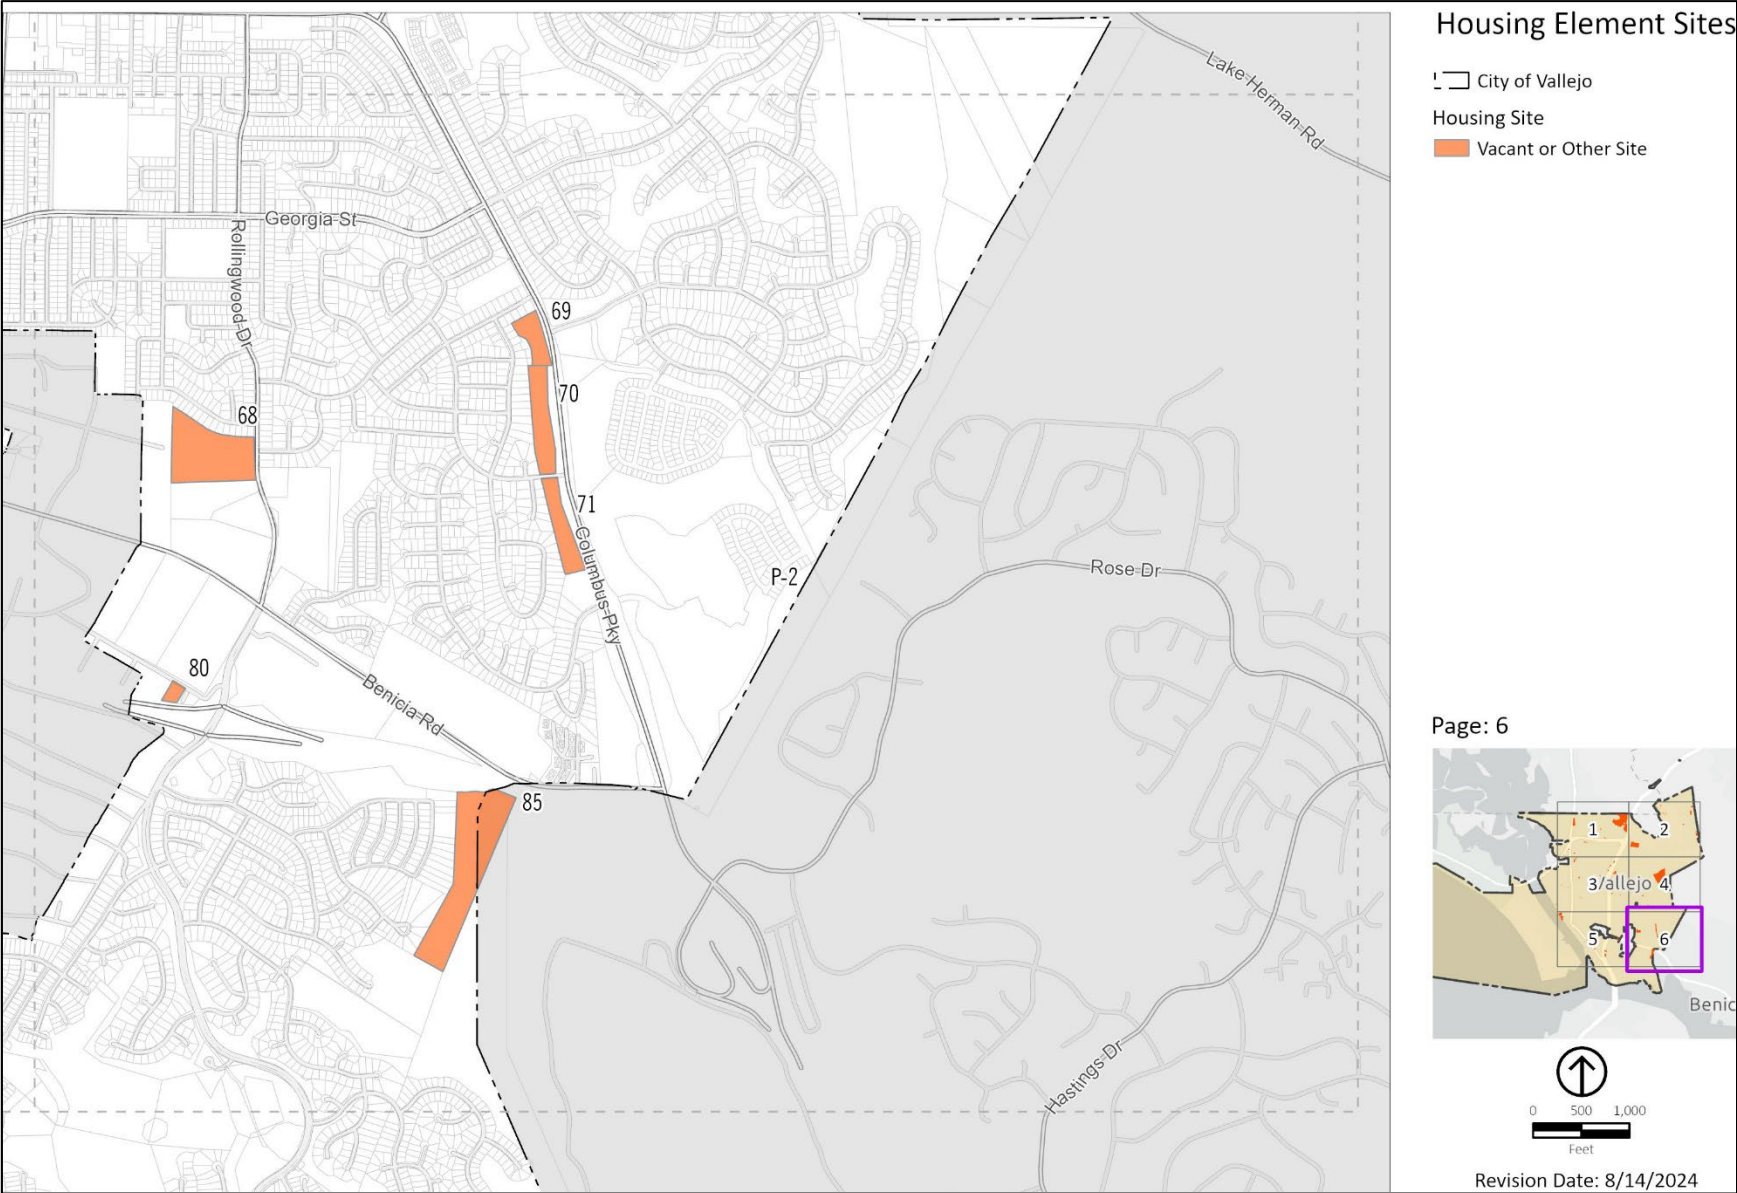 Housing Element Sites
City of Vallejo
Housing Site
Vacant or Other Site
Lake Herman Rd
Georgia St
Rollingwood Dr
69
70
68
71
Columbus Pky
P-2
Rose Dr
80
Benicia Rd
85
Hastings Dr
Page: 6
1
2
3
Vallejo
4
5
6
Benic
0 500 1,000
Feet
Revision Date: 8/14/2024